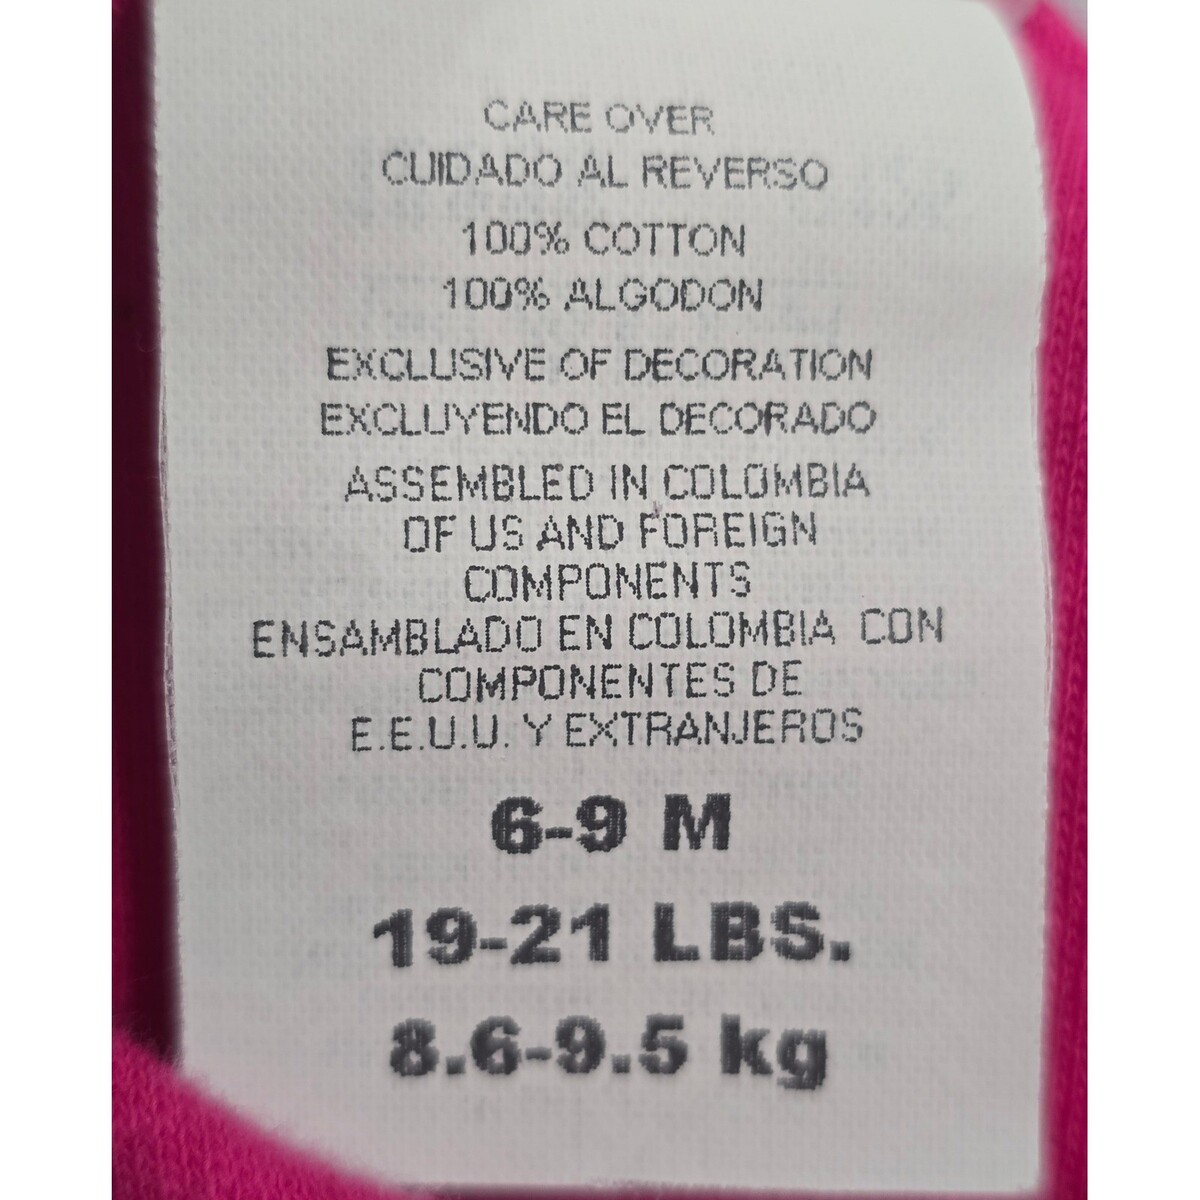 CARE OVER
CUIDADO AL REVERSO
100% COTTON
100% ALGODON
EXCLUSIVE OF DECORATION
EXCLUYENDO EL DECORADO
ASSEMBLED IN COLOMBIA
OF US AND FOREIGN
COMPONENTS
ENSAMBLADO EN COLOMBIA CON
COMPONENTES DE
E.E.U.U. Y EXTRANJEROS
6-9 M
19-21 LBS.
8.6-9.5 kg